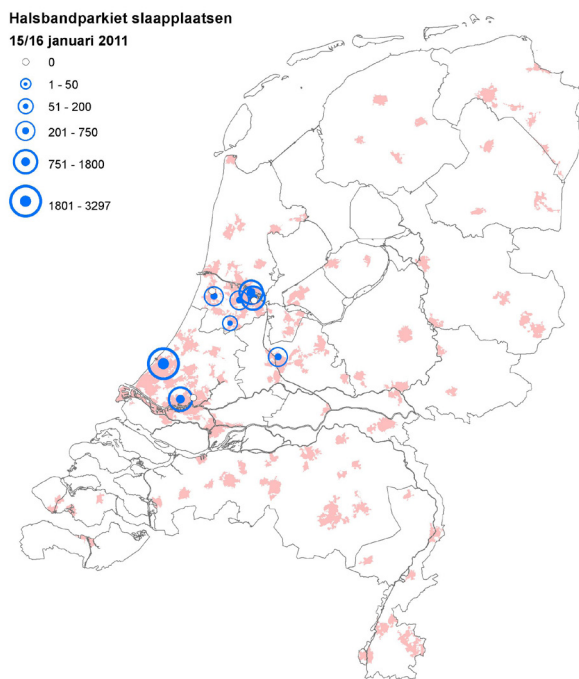 Halsbandparkiet slaapplaatsen
15/16 januari 2011
0
1 - 50
51 - 200
201 - 750
751 - 1800
1801 - 3297